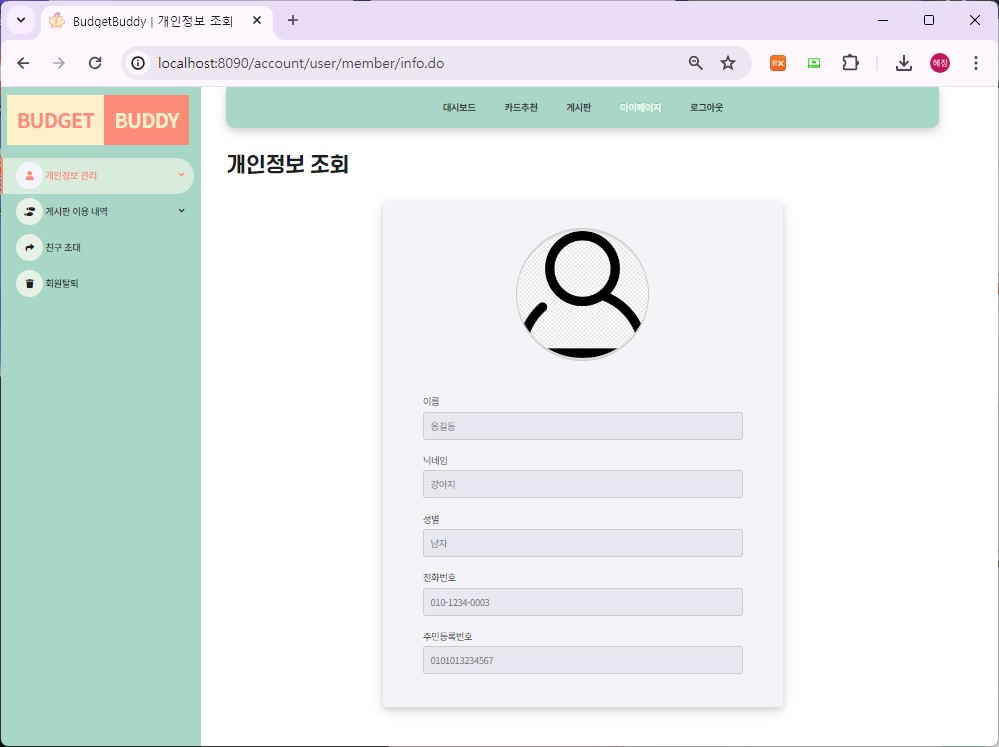 BudgetBuddy | 개인정보 조회
localhost:8090/account/user/member/info.do
혜정
BUDGET BUDDY
대시보드 카드추천 게시판 마이페이지 로그아웃
개인정보 관리
게시판 이용 내역
친구 초대
회원탈퇴
개인정보 조회
이름
옹길동
닉네임
강아지
성별
남자
전화번호
010-1234-0003
주민등록번호
0101013234567